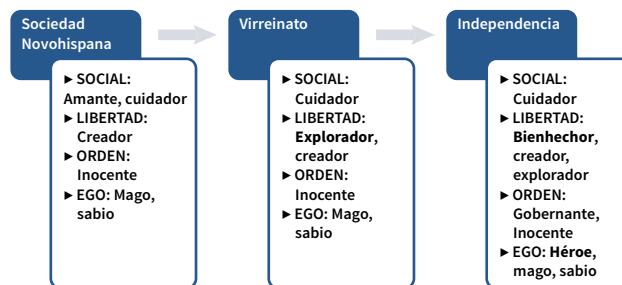 Sociedad
Novohispana
► SOCIAL:
Amante, cuidador
► LIBERTAD:
Creador
► ORDEN:
Inocente
► EGO: Mago,
sabio
Virreinato
► SOCIAL:
Cuidador
► LIBERTAD:
Explorador,
creador
► ORDEN:
Inocente
► EGO: Mago,
sabio
Independencia
► SOCIAL:
Cuidador
► LIBERTAD:
Bienhechor,
creador,
explorador
► ORDEN:
Gobernante,
Inocente
► EGO: Héroe,
mago, sabio